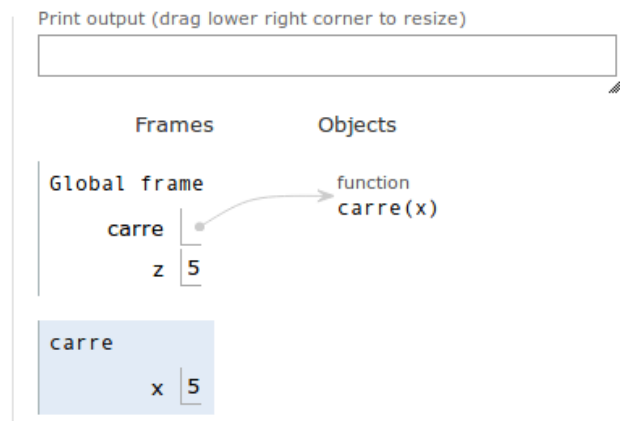 Print output (drag lower right corner to resize)
Frames Objects
Global frame
function
carre(x)
carre
z 5
carre
x 5